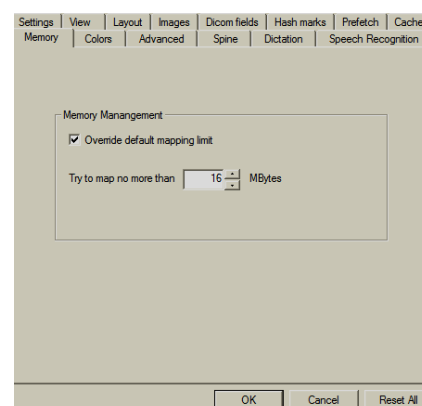 Settings View Layout Images Dicom fields Hash marks Prefetch Cache
Memory Colors Advanced Spine Dictation Speech Recognition
Memory Manangement
Override default mapping limit
Try to map no more than 16 MBytes
OK Cancel Reset All